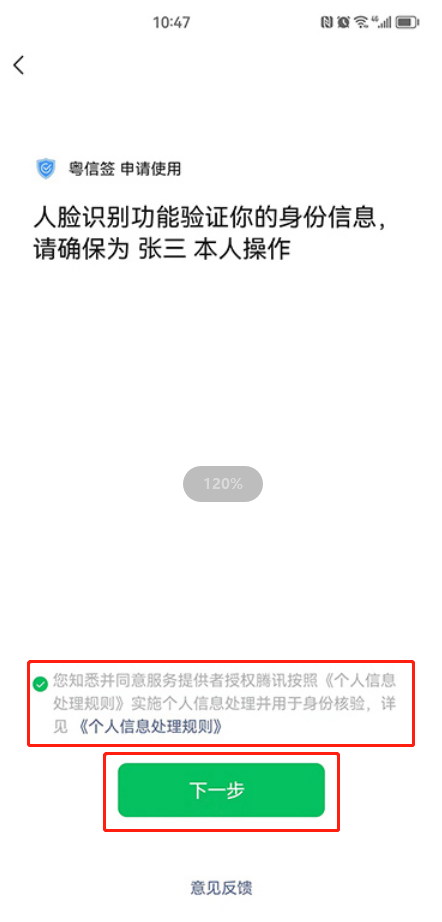 10:47
4G
粤信签 申请使用
人脸识别功能验证你的身份信息，
请确保为 张三 本人操作
120%
您知悉并同意服务提供者授权腾讯按照《个人信息
处理规则》实施个人信息处理并用于身份核验，详
见 《个人信息处理规则》
下一步
意见反馈